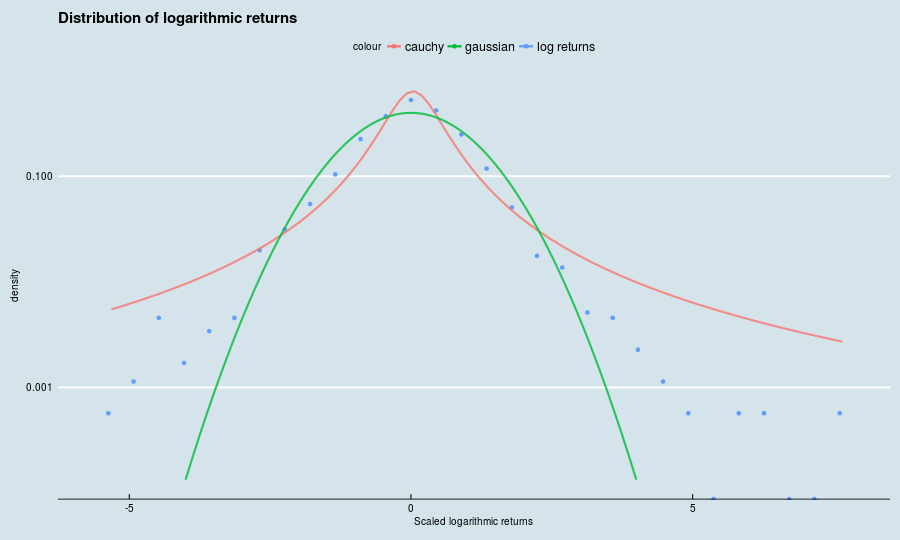 Distribution of logarithmic returns
colour cauchy gaussian log returns
0.100
density
0.001
-5 0 5
Scaled logarithmic returns